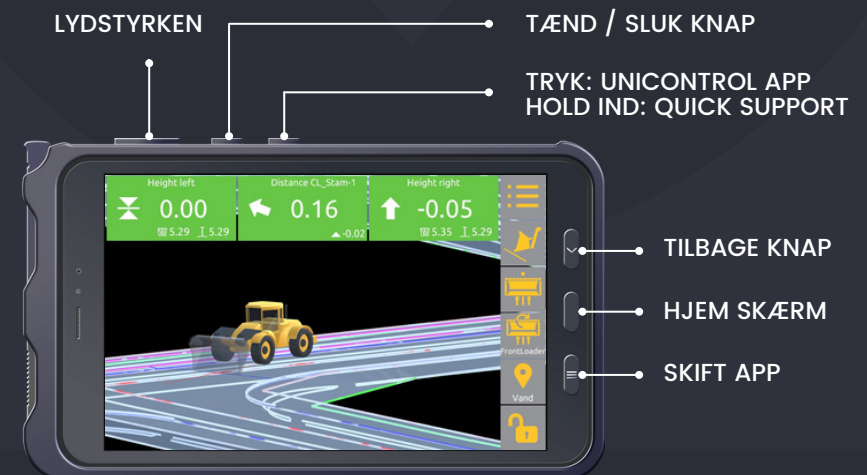 LYDSTYRKEN
TÆND / SLUK KNAP
TRYK: UNICONTROL APP
HOLD IND: QUICK SUPPORT
Height left
0.00
5.29 5.29
Distance CL_Stam-1
0.16
-0.02
Height right
-0.05
5.35 5.29
FrontLoader
Vand
TILBAGE KNAP
HJEM SKÆRM
SKIFT APP